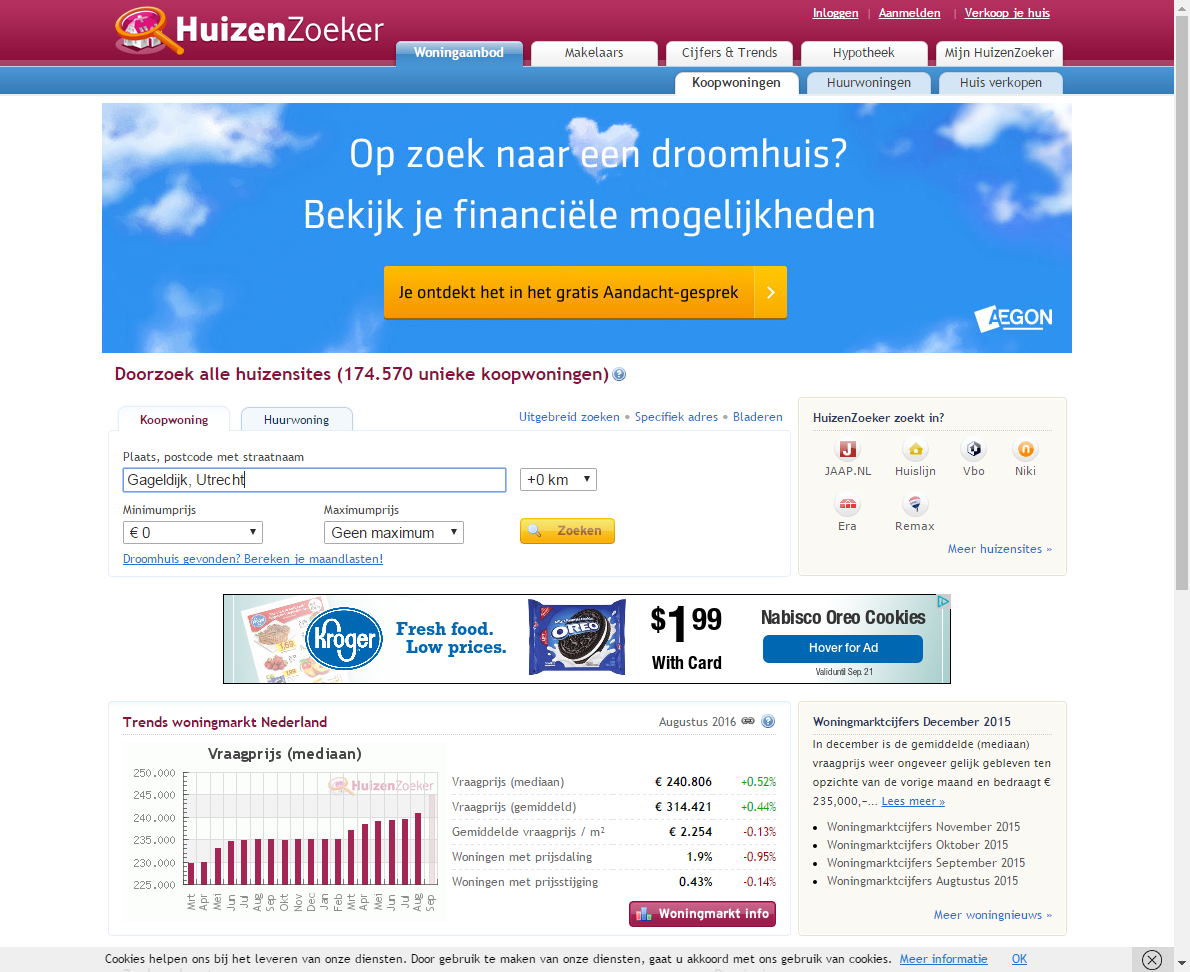 Inloggen | Aanmelden | Verkoop je huis
HuizenZoeker
Woningaanbod Makelaars Cijfers & Trends Hypotheek Mijn HuizenZoeker
Koopwoningen Huurwoningen Huis verkopen
Op zoek naar een droomhuis?
Bekijk je financiële mogelijkheden
Je ontdekt het in het gratis Aandacht-gesprek
AEGON
Doorzoek alle huizensites (174.570 unieke koopwoningen)
Koopwoning Huurwoning
Uitgebreid zoeken • Specifiek adres • Bladeren
Plaats, postcode met straatnaam
Gageldijk, Utrecht +0 km
Minimumprijs Maximumprijs
€ 0 Geen maximum Zoeken
Droomhuis gevonden? Bereken je maandlasten!
HuizenZoeker zoekt in?
JAAP.NL Huislijn Vbo Niki
Era Remax
Meer huizensites »
Kroger
Fresh food.
Low prices.
OREO
$1.99
With Card
Nabisco Oreo Cookies
Hover for Ad
Valid until Sep. 21
Trends woningmarkt Nederland
Augustus 2016
Vraagprijs (mediaan)
HuizenZoeker
250.000
245.000
240.000
235.000
230.000
225.000
Mrt Apr Mei Jun Jul Aug Sep Okt Nov Dec Jan Feb Mrt Apr Mei Jun Jul Aug Sep
Vraagprijs (mediaan) € 240.806 +0.52%
Vraagprijs (gemiddeld) € 314.421 +0.44%
Gemiddelde vraagprijs / m² € 2.254 -0.13%
Woningen met prijsdaling 1.9% -0.95%
Woningen met prijsstijging 0.43% -0.14%
Woningmarkt info
Woningmarktcijfers December 2015
In december is de gemiddelde (mediaan)
vraagprijs weer ongeveer gelijk gebleven ten
opzichte van de vorige maand en bedraagt €
235,000,-... Lees meer »
Woningmarktcijfers November 2015
Woningmarktcijfers Oktober 2015
Woningmarktcijfers September 2015
Woningmarktcijfers Augtustus 2015
Meer woningnieuws »
Cookies helpen ons bij het leveren van onze diensten. Door gebruik te maken van onze diensten, gaat u akkoord met ons gebruik van cookies. Meer informatie OK